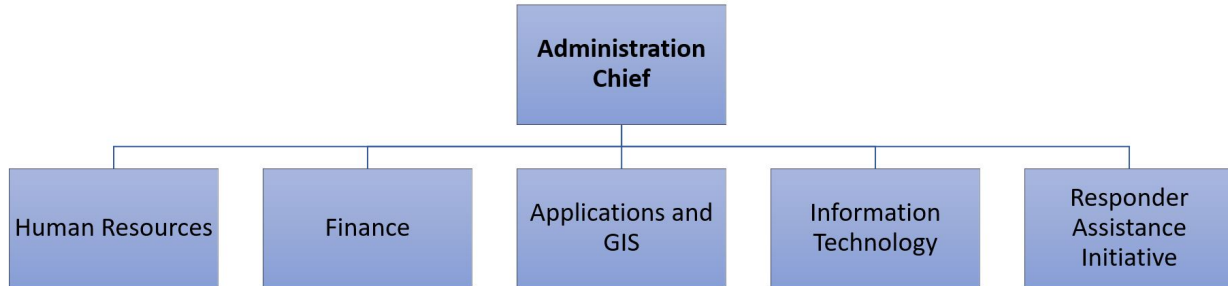 Administration
Chief
Human Resources
Finance
Applications and
GIS
Information
Technology
Responder
Assistance
Initiative